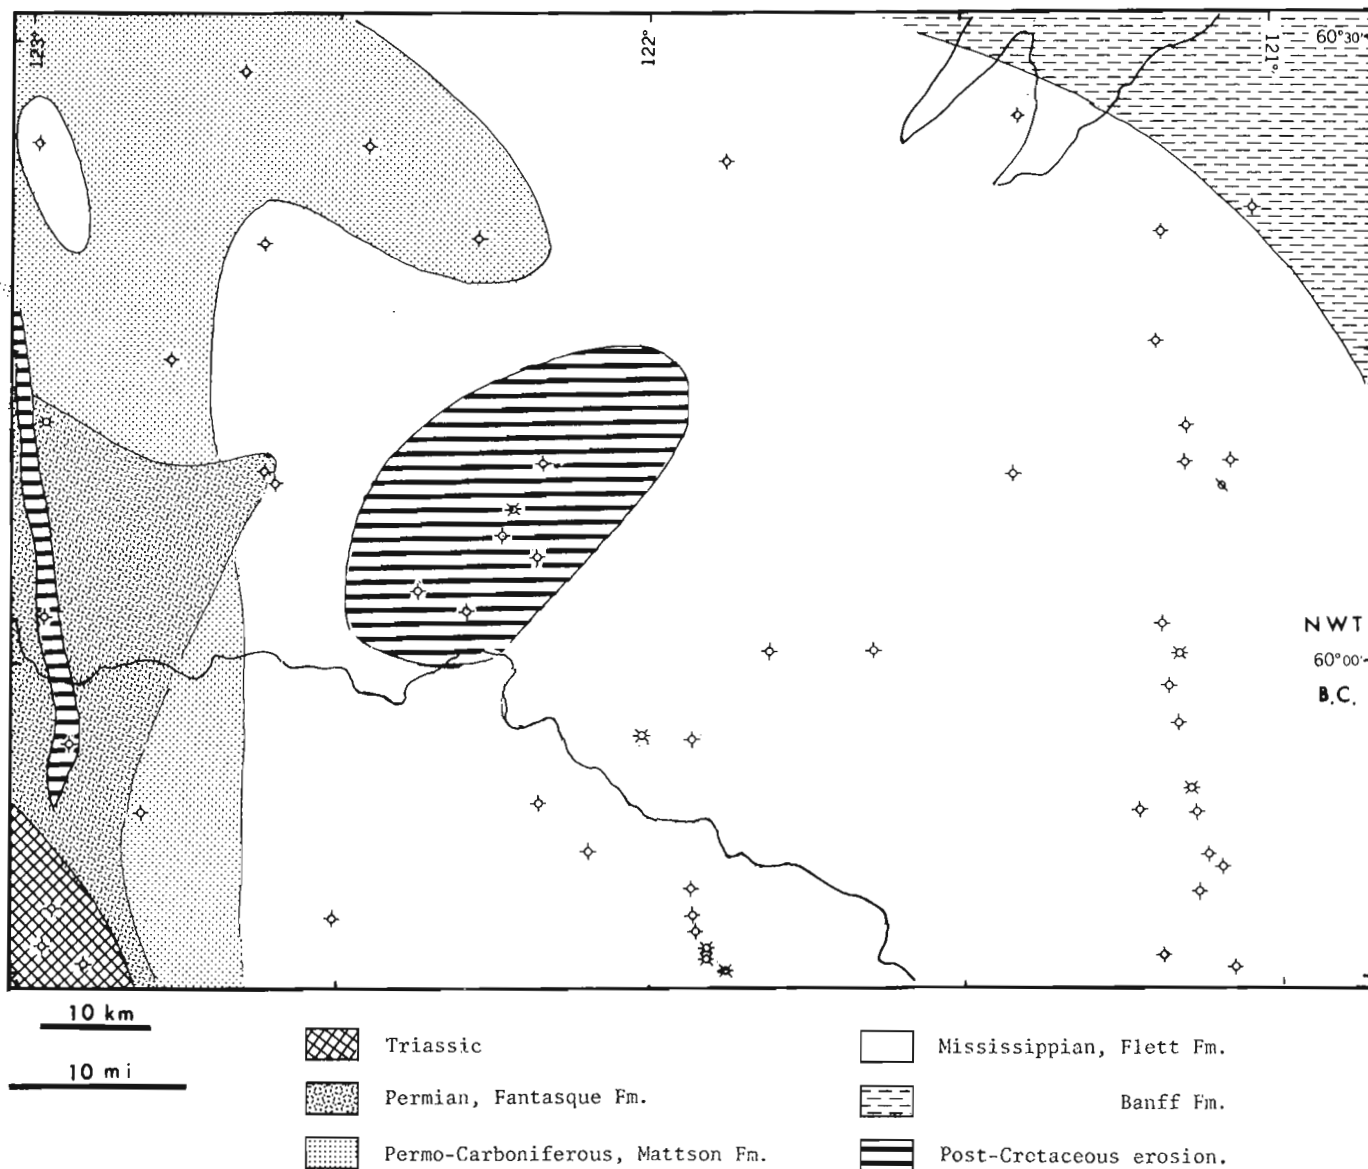 123°
122°
121°
60°30'
NWT
60°00'
B.C.
10 km
10 mi
Triassic
Permian, Fantasque Fm.
Permo-Carboniferous, Mattson Fm.
Mississippian, Flett Fm.
Banff Fm.
Post-Cretaceous erosion.